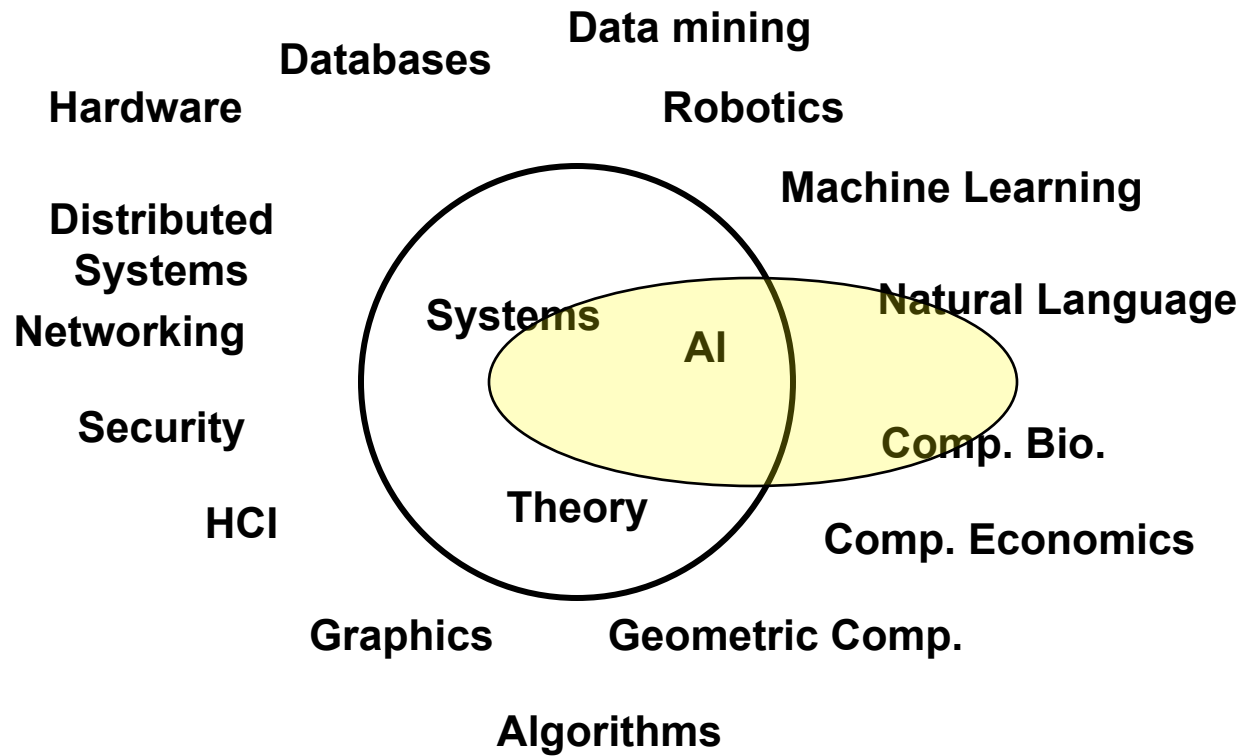 Data mining
Databases
Hardware
Robotics
Machine Learning
Distributed
Systems
Natural Language
Systems
Networking
AI
Security
Comp. Bio.
Theory
HCI
Comp. Economics
Graphics
Geometric Comp.
Algorithms